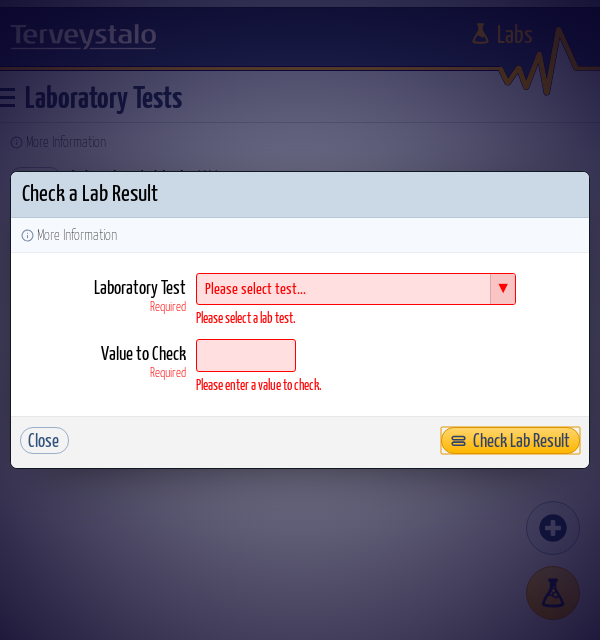 Terveystalo
Labs
Laboratory Tests
More Information
Check a Lab Result
More Information
Laboratory Test
Required
Please select test...
Please select a lab test.
Value to Check
Required
Please enter a value to check.
Close
Check Lab Result